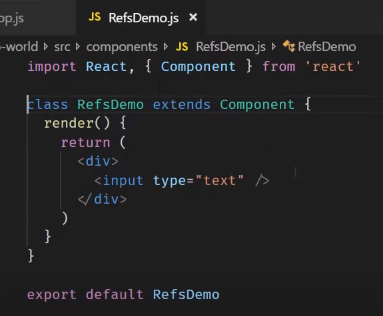 pp.js
JS RefsDemo.js ×
o-world > src > components > JS RefsDemo.js > RefsDemo
import React, { Component } from 'react'
class RefsDemo extends Component {
render() {
return (
<div>
<input type="text" />
</div>
)
}
}
export default RefsDemo